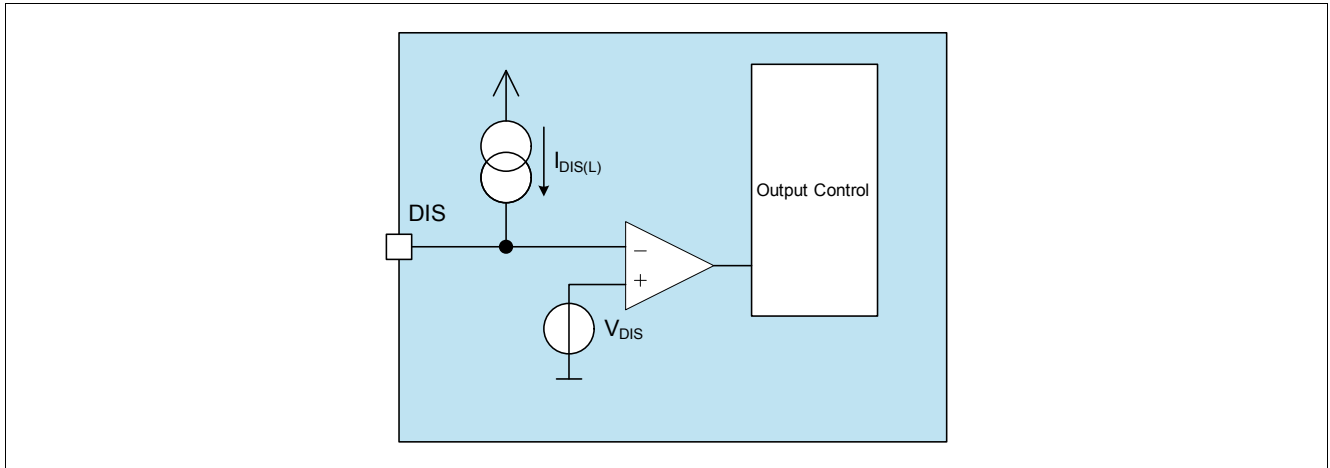 I_DIS(L)
DIS
Output Control
−
+
V_DIS